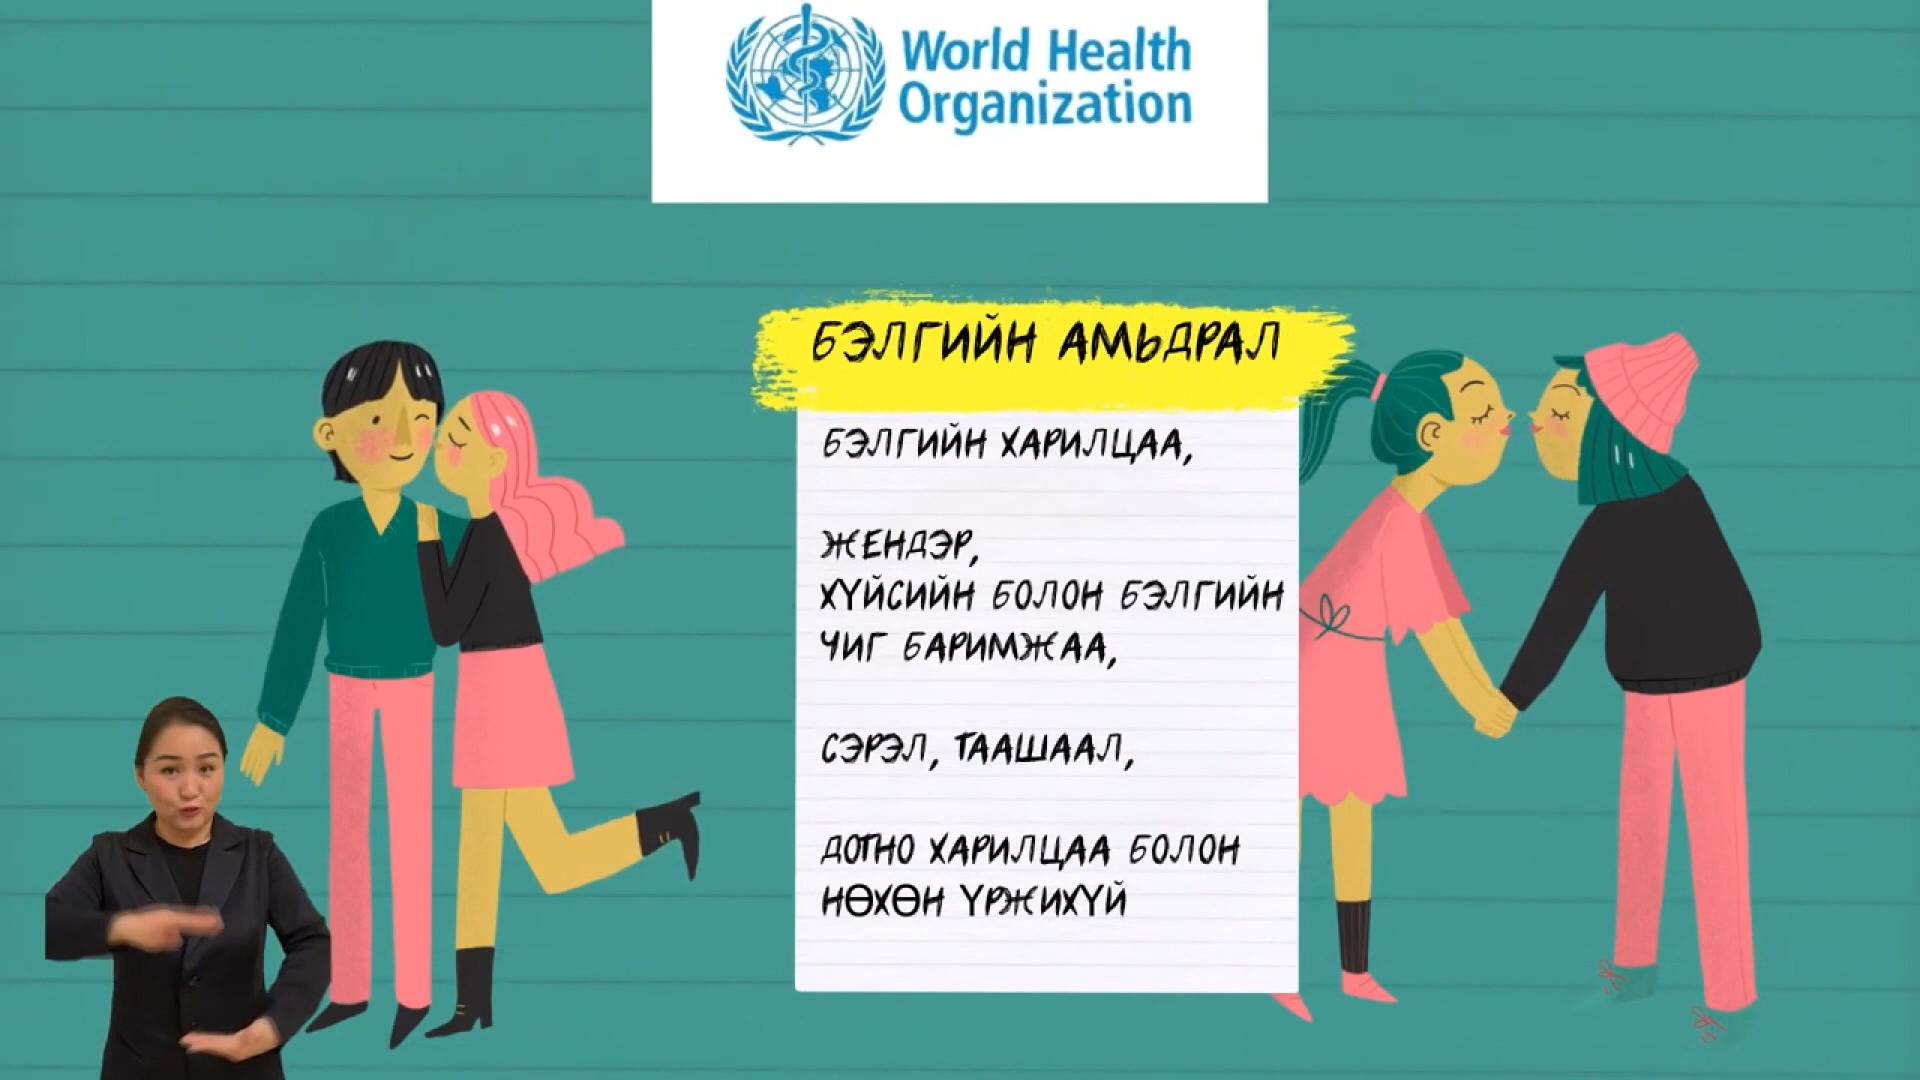 World Health
Organization
БЭЛГИЙН АМЬДРАЛ
БЭЛГИЙН ХАРИЛЦАА,
ЖЕНДЭР,
ХҮЙСИЙН БОЛОН БЭЛГИЙН
ЧИГ БАРИМЖАА,
СЭРЭЛ, ТААШААЛ,
ДОТНО ХАРИЛЦАА БОЛОН
НӨХӨН ҮРЖИХҮЙ